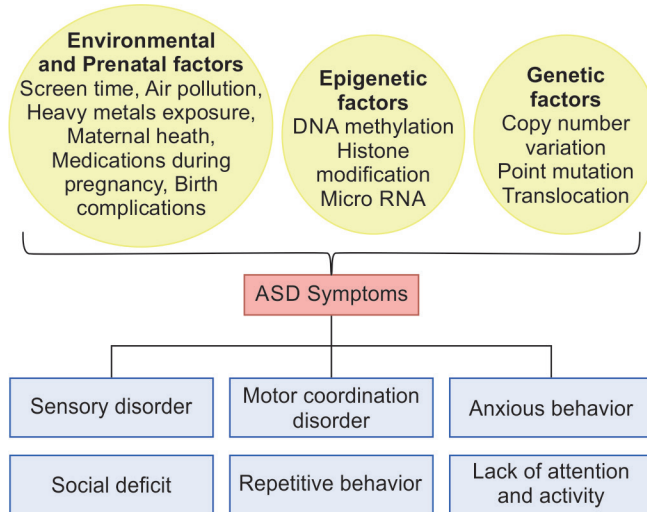 Environmental
and Prenatal factors
Screen time, Air pollution,
Heavy metals exposure,
Maternal heath,
Medications during
pregnancy, Birth
complications
Epigenetic
factors
DNA methylation
Histone
modification
Micro RNA
Genetic
factors
Copy number
variation
Point mutation
Translocation
ASD Symptoms
Sensory disorder
Motor coordination
disorder
Anxious behavior
Social deficit
Repetitive behavior
Lack of attention
and activity